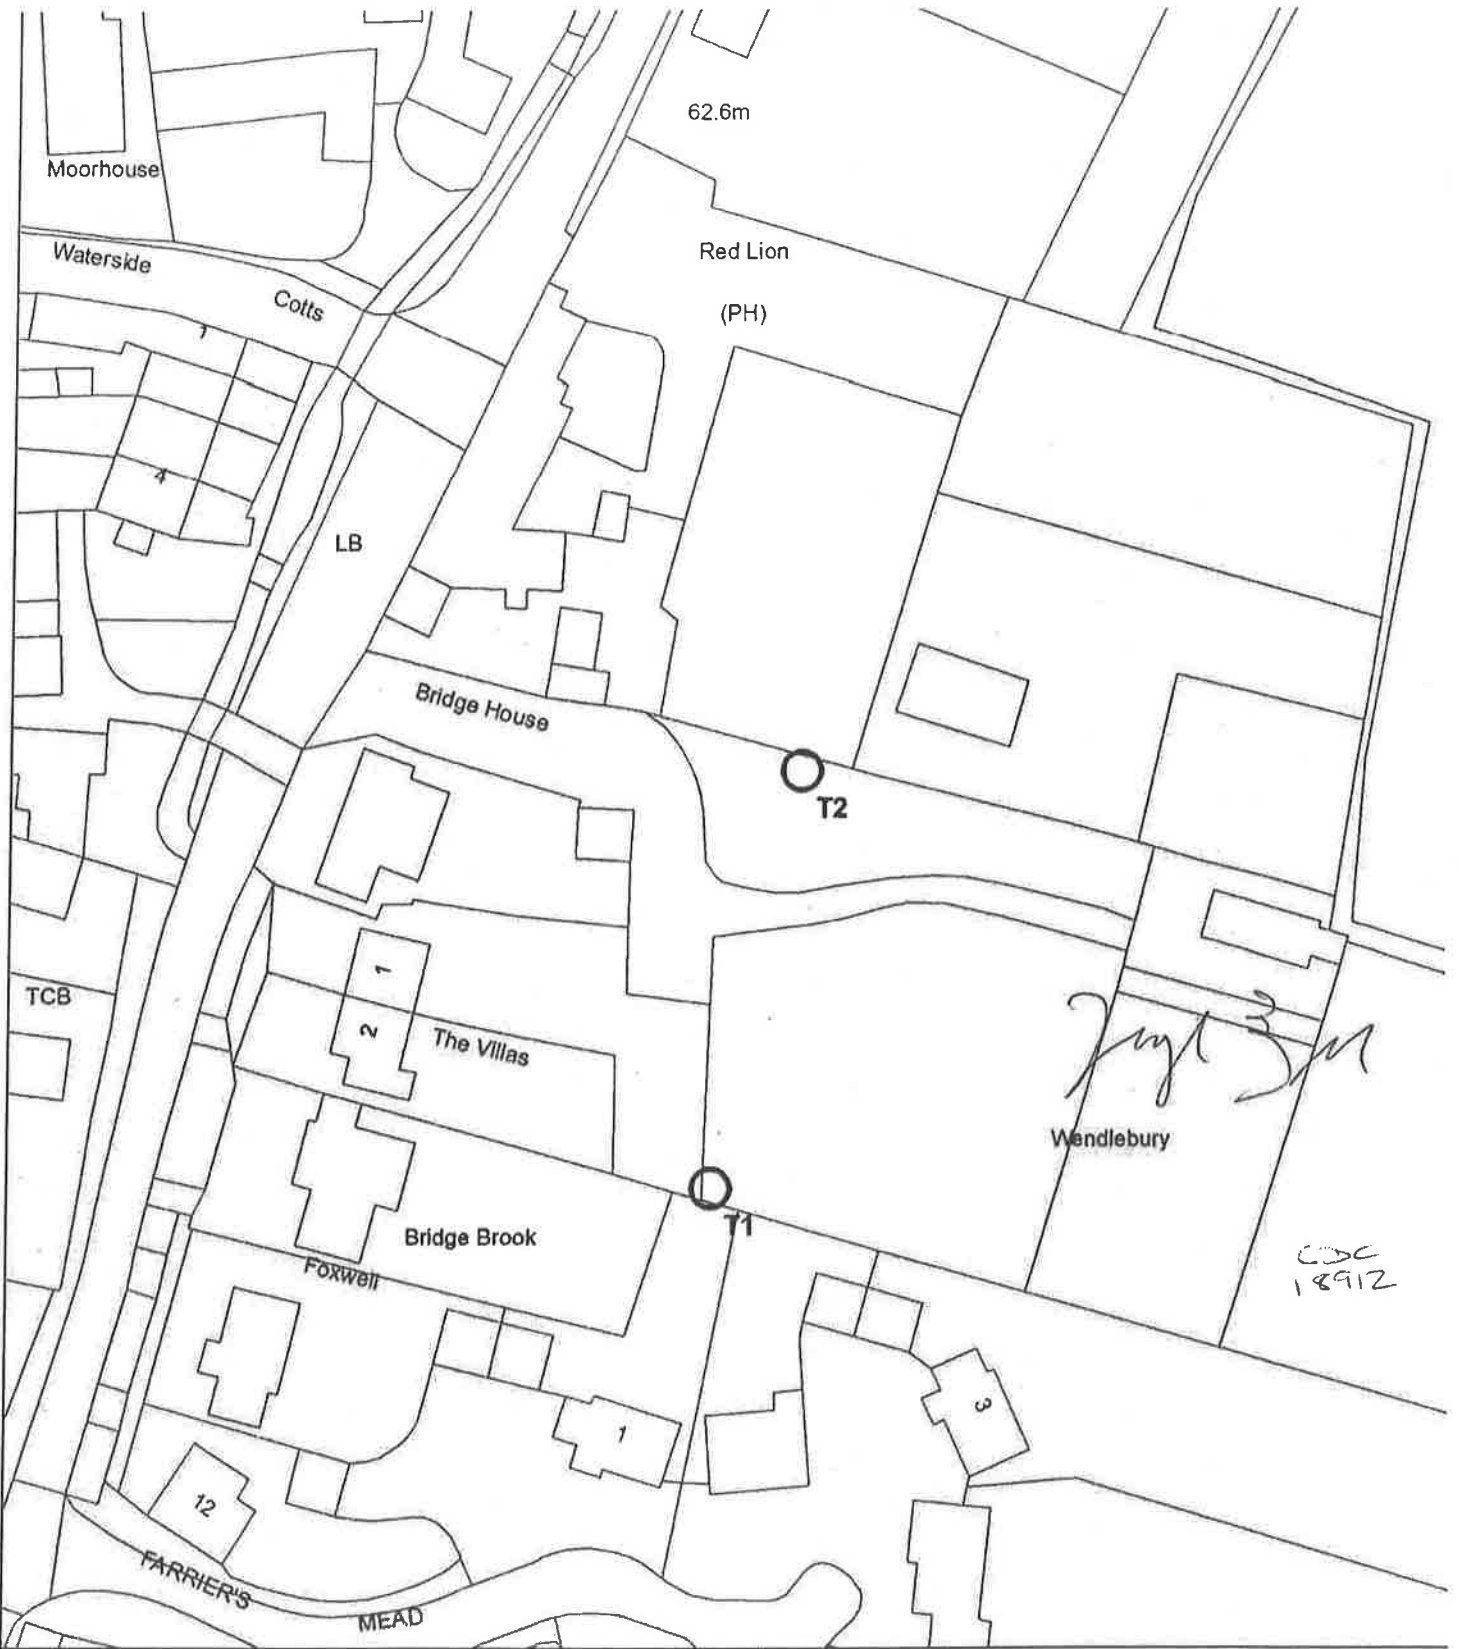 62.6m
Moorhouse
Red Lion
(PH)
Waterside
Cotts
1
4
LB
Bridge House
T2
1
2
TCB
The Villas
Wendlebury
T1
Bridge Brook
CDC
18912
Foxwell
3
1
12
FARRIER'S
MEAD